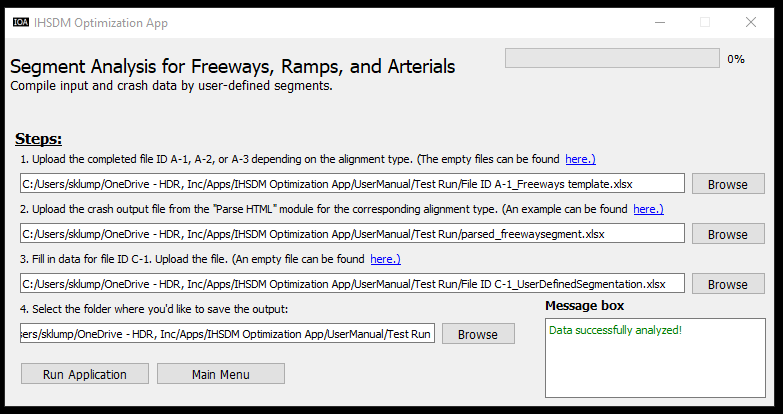 IOA IHSDM Optimization App
0%
Segment Analysis for Freeways, Ramps, and Arterials
Compile input and crash data by user-defined segments.
Steps:
1. Upload the completed file ID A-1, A-2, or A-3 depending on the alignment type. (The empty files can be found here.)
C:/Users/sklump/OneDrive - HDR, Inc/Apps/IHSDM Optimization App/UserManual/Test Run/File ID A-1_Freeways template.xlsx Browse
2. Upload the crash output file from the "Parse HTML" module for the corresponding alignment type. (An example can be found here.)
C:/Users/sklump/OneDrive - HDR, Inc/Apps/IHSDM Optimization App/UserManual/Test Run/parsed_freewaysegment.xlsx Browse
3. Fill in data for file ID C-1. Upload the file. (An empty file can be found here.)
C:/Users/sklump/OneDrive - HDR, Inc/Apps/IHSDM Optimization App/UserManual/Test Run/File ID C-1_UserDefinedSegmentation.xlsx Browse
4. Select the folder where you'd like to save the output:
sers/sklump/OneDrive - HDR, Inc/Apps/IHSDM Optimization App/UserManual/Test Run Browse
Message box
Data successfully analyzed!
Run Application Main Menu